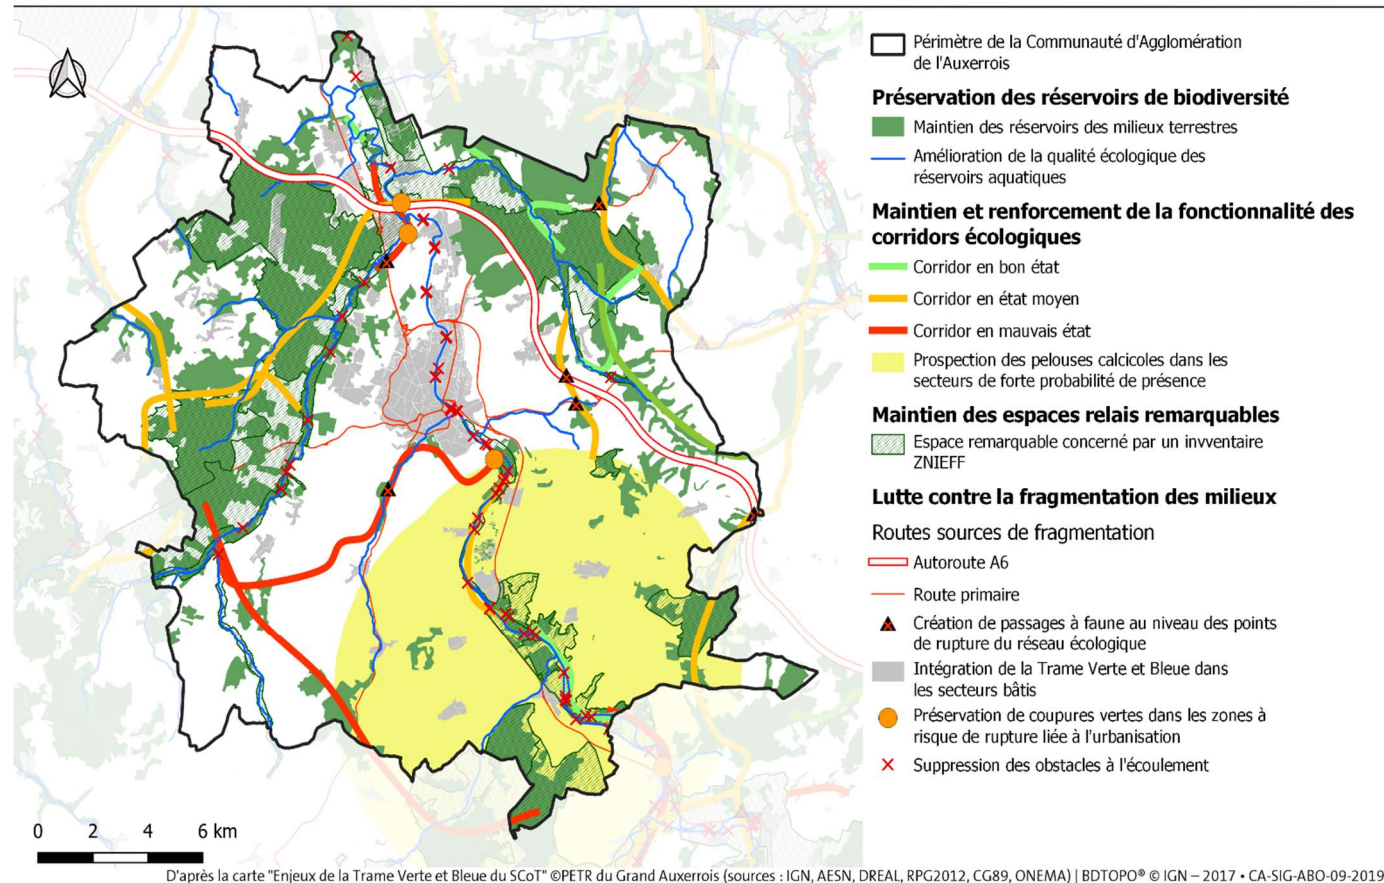 Périmètre de la Communauté d'Agglomération
de l'Auxerrois
Préservation des réservoirs de biodiversité
Maintien des réservoirs des milieux terrestres
Amélioration de la qualité écologique des
réservoirs aquatiques
Maintien et renforcement de la fonctionnalité des
corridors écologiques
Corridor en bon état
Corridor en état moyen
Corridor en mauvais état
Prospection des pelouses calcicoles dans les
secteurs de forte probabilité de présence
Maintien des espaces relais remarquables
Espace remarquable concerné par un invventaire
ZNIEFF
Lutte contre la fragmentation des milieux
Routes sources de fragmentation
Autoroute A6
Route primaire
Création de passages à faune au niveau des points
de rupture du réseau écologique
Intégration de la Trame Verte et Bleue dans
les secteurs bâtis
Préservation de coupures vertes dans les zones à
risque de rupture liée à l'urbanisation
Suppression des obstacles à l'écoulement
0 2 4 6 km
D'après la carte "Enjeux de la Trame Verte et Bleue du SCoT" ©PETR du Grand Auxerrois (sources : IGN, AESN, DREAL, RPG2012, CG89, ONEMA) | BDTOPO® © IGN – 2017 • CA-SIG-ABO-09-2019